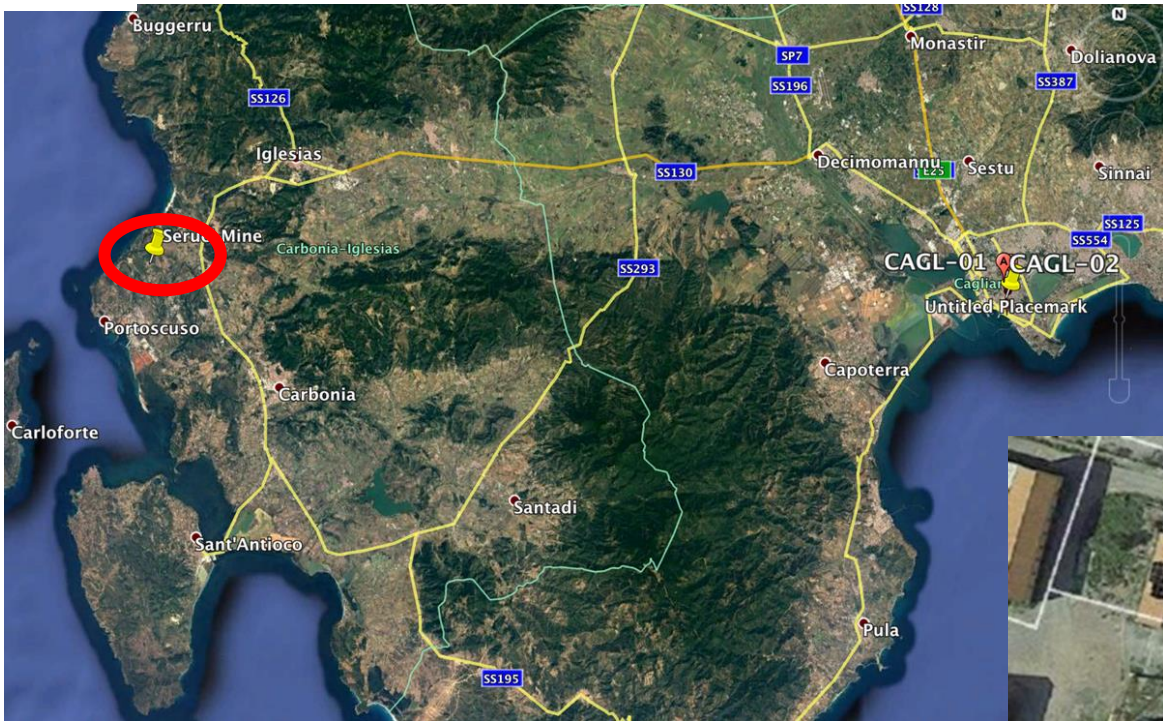 SS128
Buggerru
Monastir
Dolianova
SP7
SS196
SS387
SS126
Iglesias
Decimomannu
Sestu
Sinnai
SS130
E25
SS125
SS554
Mine
Carbonia-Iglesias
SS293
CAGL-01
CAGL-02
A
Untitled Placemark
Portoscuso
Capoterra
Carbonia
Carloforte
Santadi
Sant'Antioco
Pula
SS195
N